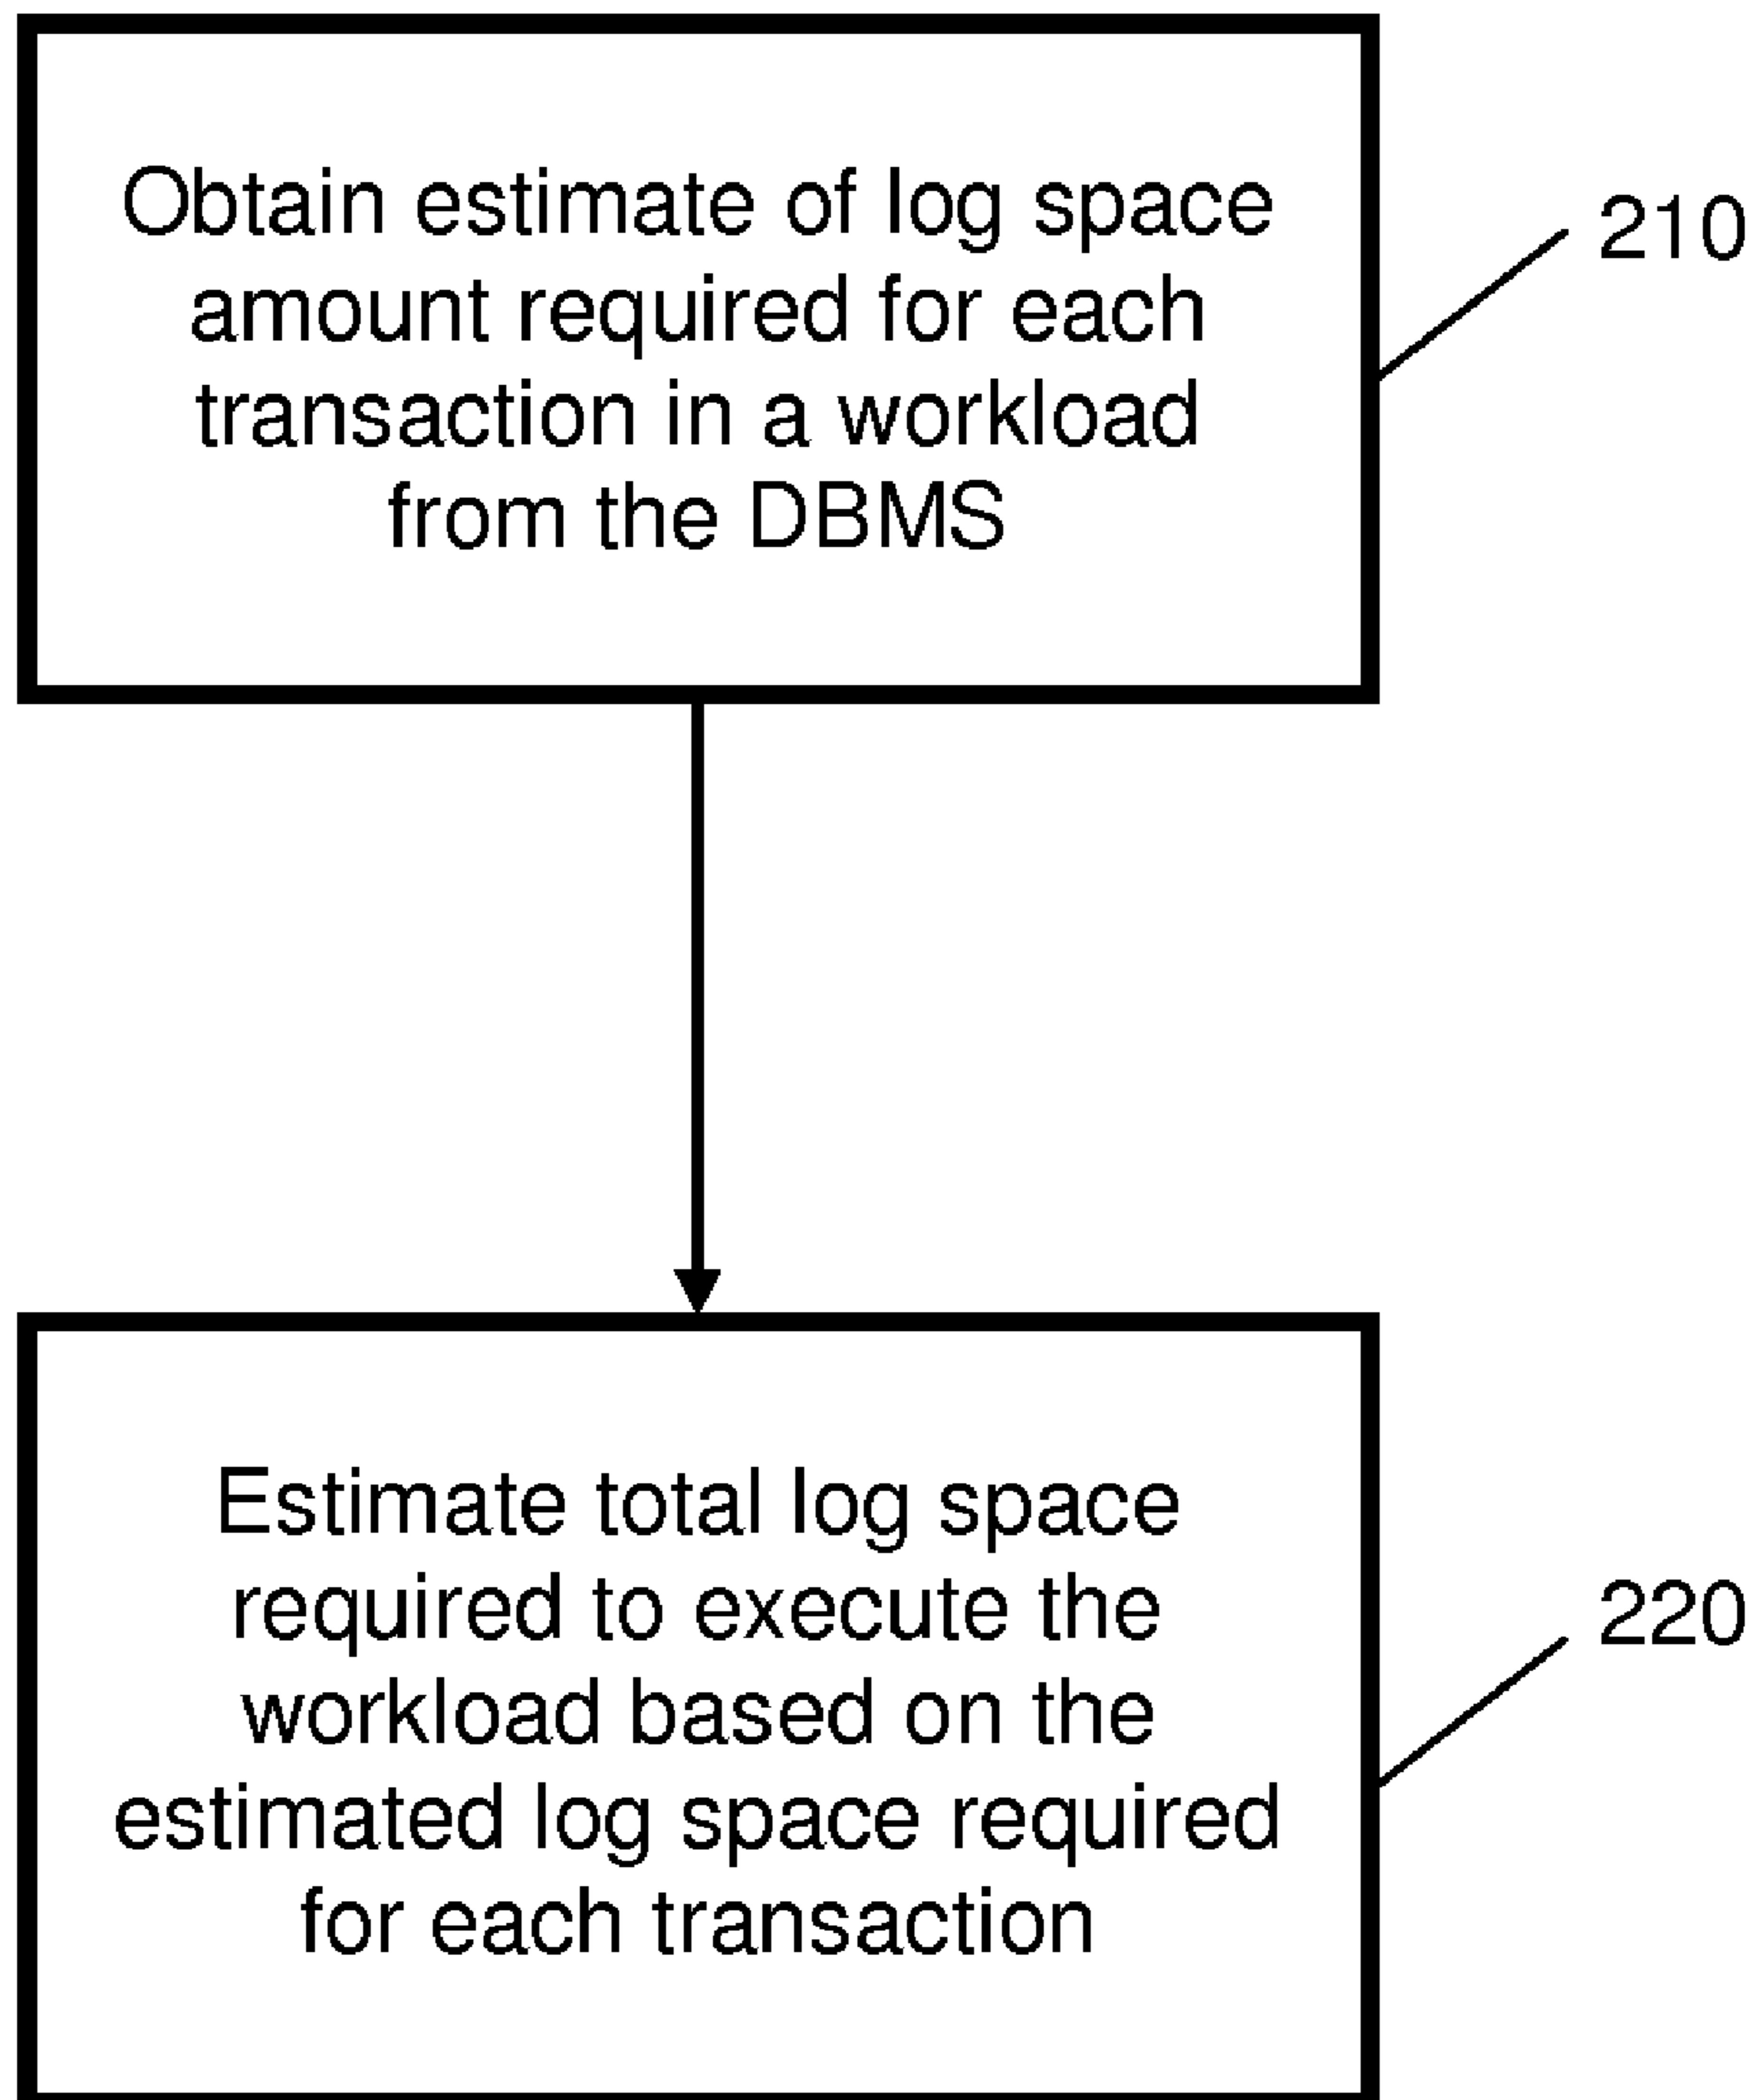 Obtain estimate of log space
amount required for each
transaction in a workload
from the DBMS
210
Estimate total log space
required to execute the
workload based on the
estimated log space required
for each transaction
220